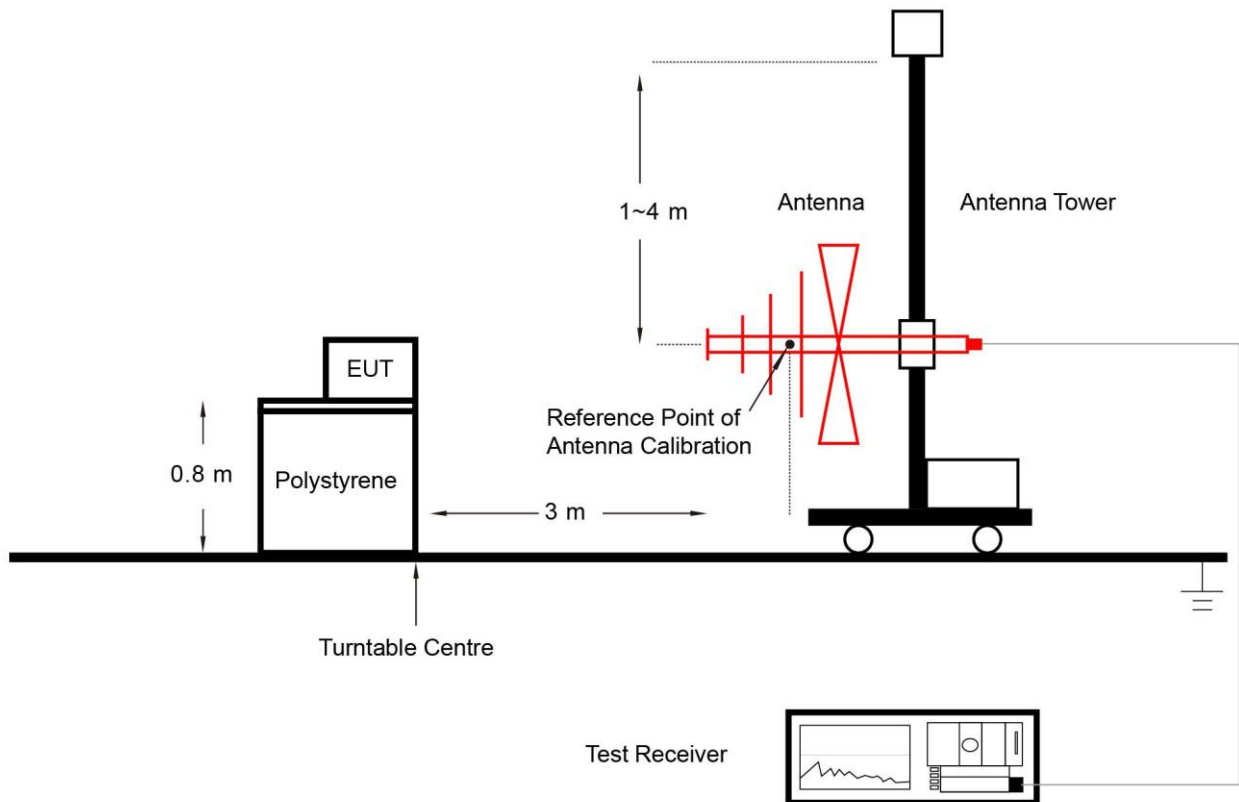 1~4 m
Antenna
Antenna Tower
EUT
Reference Point of
Antenna Calibration
0.8 m
Polystyrene
3 m
Turntable Centre
Test Receiver